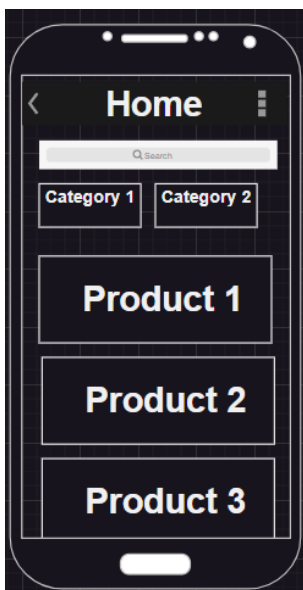 Home
Search
Category 1 Category 2
Product 1
Product 2
Product 3